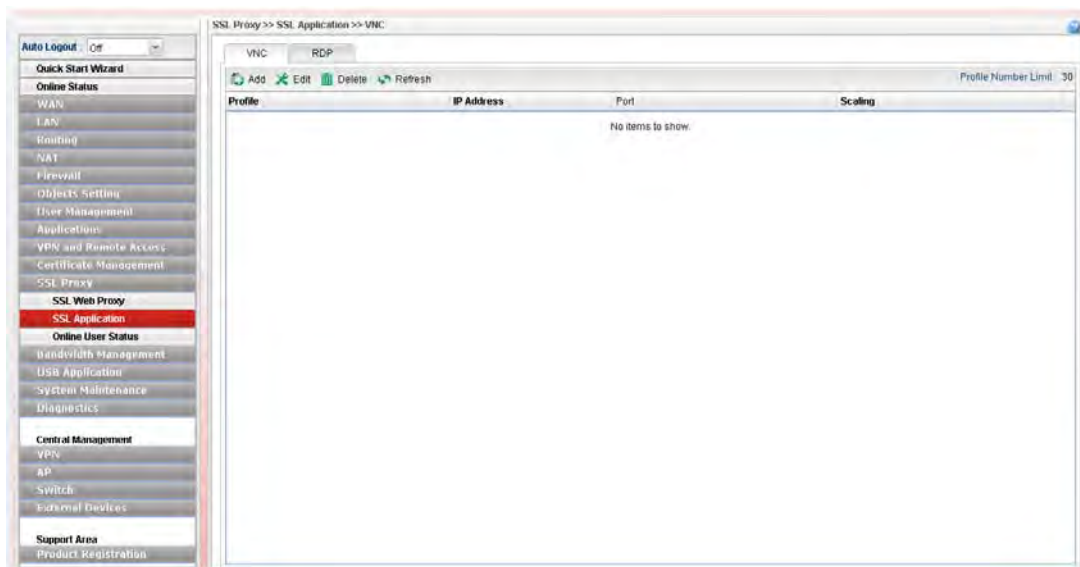 SSL Proxy >> SSL Application >> VNC
Auto Logout : Off
Quick Start Wizard
Online Status
WAN
LAN
Routing
NAT
Firewall
Objects Setting
User Management
Applications
VPN and Remote Access
Certificate Management
SSL Proxy
SSL Web Proxy
SSL Application
Online User Status
Bandwidth Management
USB Application
System Maintenance
Diagnostics
Central Management
VPN
AP
Switch
External Devices
Support Area
Product Registration
VNC RDP
Add Edit Delete Refresh Profile Number Limit 30
Profile IP Address Port Scaling
No items to show.